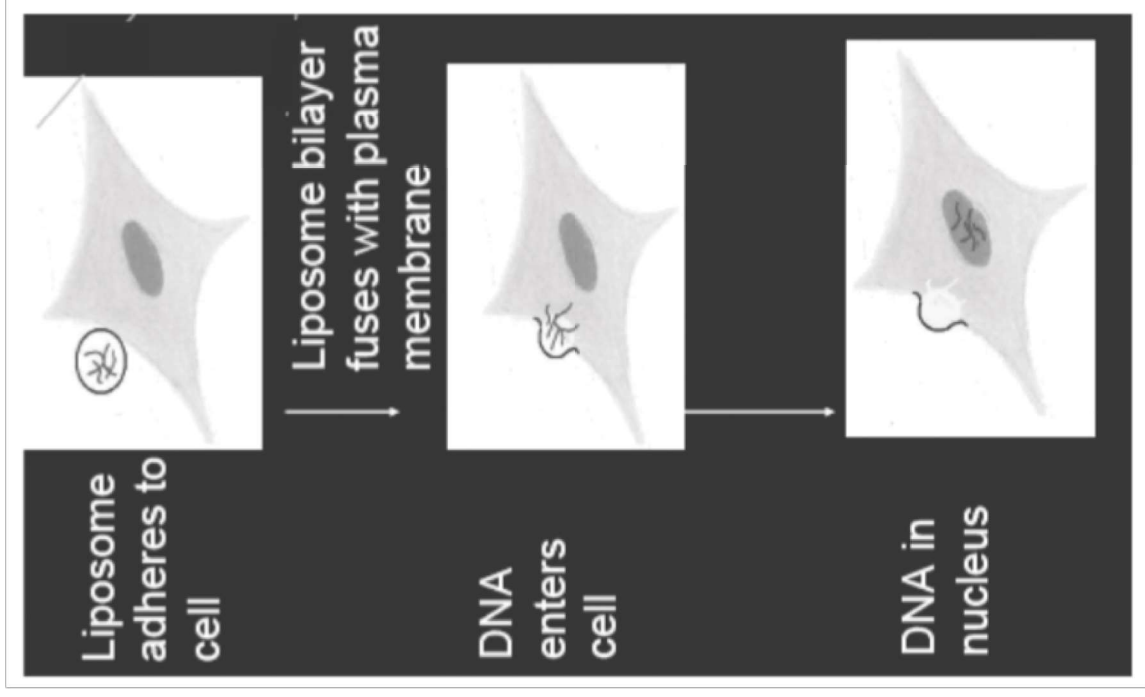 Liposome
adheres to
cell
Liposome bilayer
fuses with plasma
membrane
DNA
enters
cell
DNA in
nucleus